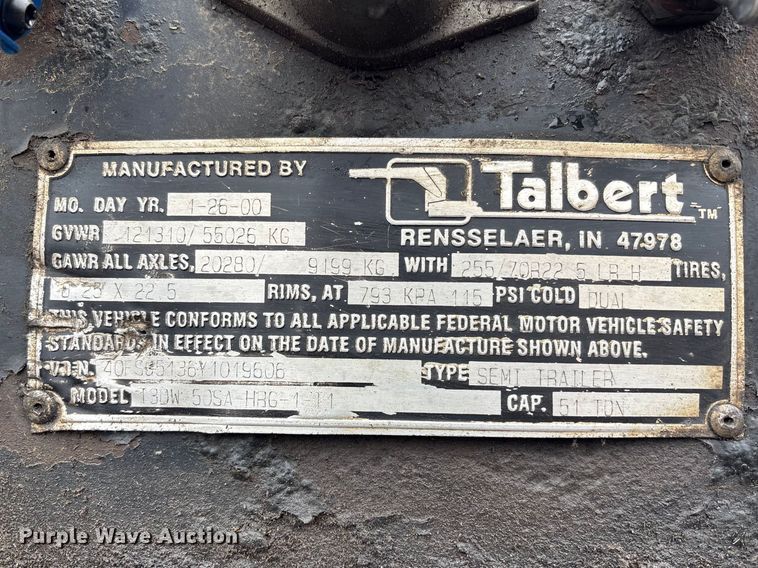 MANUFACTURED BY Talbert TM
MO. DAY YR. 1-26-00
RENSSELAER, IN 47978
GVWR 121310/ 55026 KG
GAWR ALL AXLES, 20280/ 9199 KG WITH 255/70R22.5 LR H TIRES,
8.25 X 22.5 RIMS, AT 793 KPA 115 PSI COLD DUAL
THIS VEHICLE CONFORMS TO ALL APPLICABLE FEDERAL MOTOR VEHICLE SAFETY
STANDARDS IN EFFECT ON THE DATE OF MANUFACTURE SHOWN ABOVE.
V.I.N. TYPE SEMI TRAILER
MODEL CAP. 51 TON
Purple Wave Auction